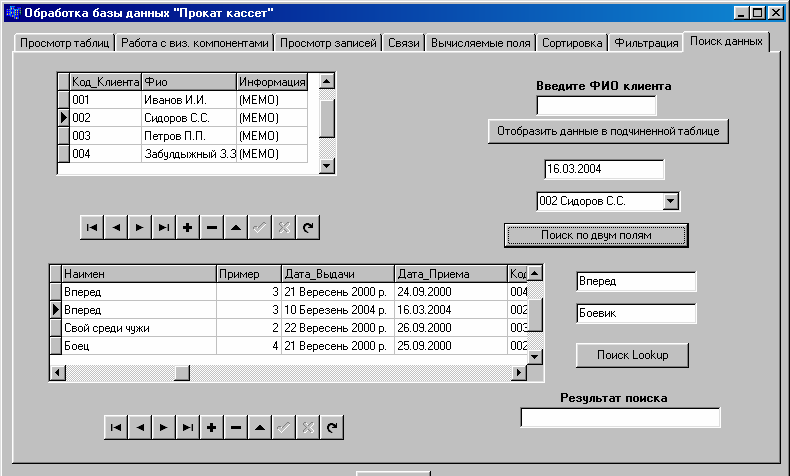 Обработка базы данных "Прокат кассет"
Просмотр таблиц Работа с виз. компонентами Просмотр записей Связи Вычисляемые поля Сортировка Фильтрация Поиск данных
Код_Клиента Фио Информация
001 Иванов И.И. (MEMO)
002 Сидоров С.С. (MEMO)
003 Петров П.П. (MEMO)
004 Забулдыжный З.З (MEMO)
Введите ФИО клиента
Отобразить данные в подчиненной таблице
16.03.2004
002 Сидоров С.С.
Поиск по двум полям
Наимен Пример Дата_Выдачи Дата_Приема Код
Вперед 3 21 Вересень 2000 р. 24.09.2000 004
Вперед 3 10 Березень 2004 р. 16.03.2004 002
Свой среди чужи 2 22 Вересень 2000 р. 26.09.2000 003
Боец 4 21 Вересень 2000 р. 25.09.2000 002
Вперед
Боевик
Поиск Lookup
Результат поиска